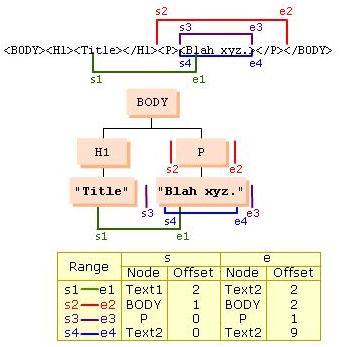 s2 e2
s3 e3
<BODY><H1><Title></H1><P><Blah xyz.></P></BODY>
s4 e4
s1 e1
BODY
H1 P
s2 e2
"Title" "Blah xyz."
s3 e3
s4 e4
s1 e1
Range s e
Node Offset Node Offset
s1 e1 Text1 2 Text2 2
s2 e2 BODY 1 BODY 2
s3 e3 P 0 P 1
s4 e4 Text2 0 Text2 9